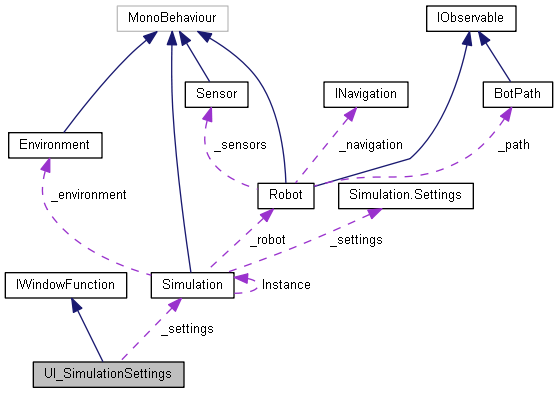 MonoBehaviour
IObservable
Sensor
INavigation
BotPath
Environment
_sensors
_navigation
_path
_environment
Robot
Simulation.Settings
_robot
_settings
IWindowFunction
Simulation
Instance
_settings
UI_SimulationSettings